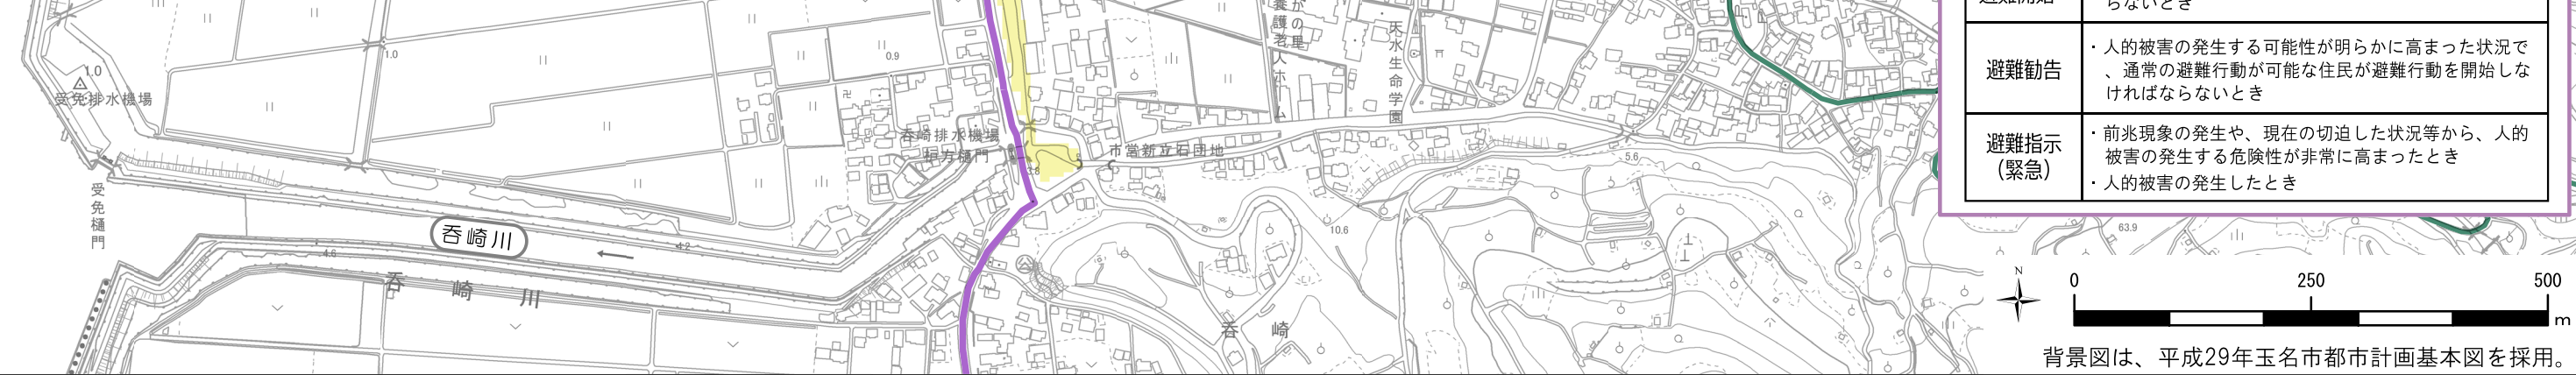 らないとき
避難勧告
・人的被害の発生する可能性が明らかに高まった状況で
、通常の避難行動が可能な住民が避難行動を開始しな
ければならないとき
避難指示
（緊急）
・前兆現象の発生や、現在の切迫した状況等から、人的
被害の発生する危険性が非常に高まったとき
・人的被害の発生したとき
1.0
受免排水機場
1.0
0.9
養護老人ホーム
がの里
天水生命学園
呑崎排水機場
樋門
市営新立石団地
3.8
5.6
受免樋門
呑崎川
4.2
4.6
呑崎川
10.6
呑崎
63.9
N
0
250
500
m
背景図は、平成29年玉名市都市計画基本図を採用。